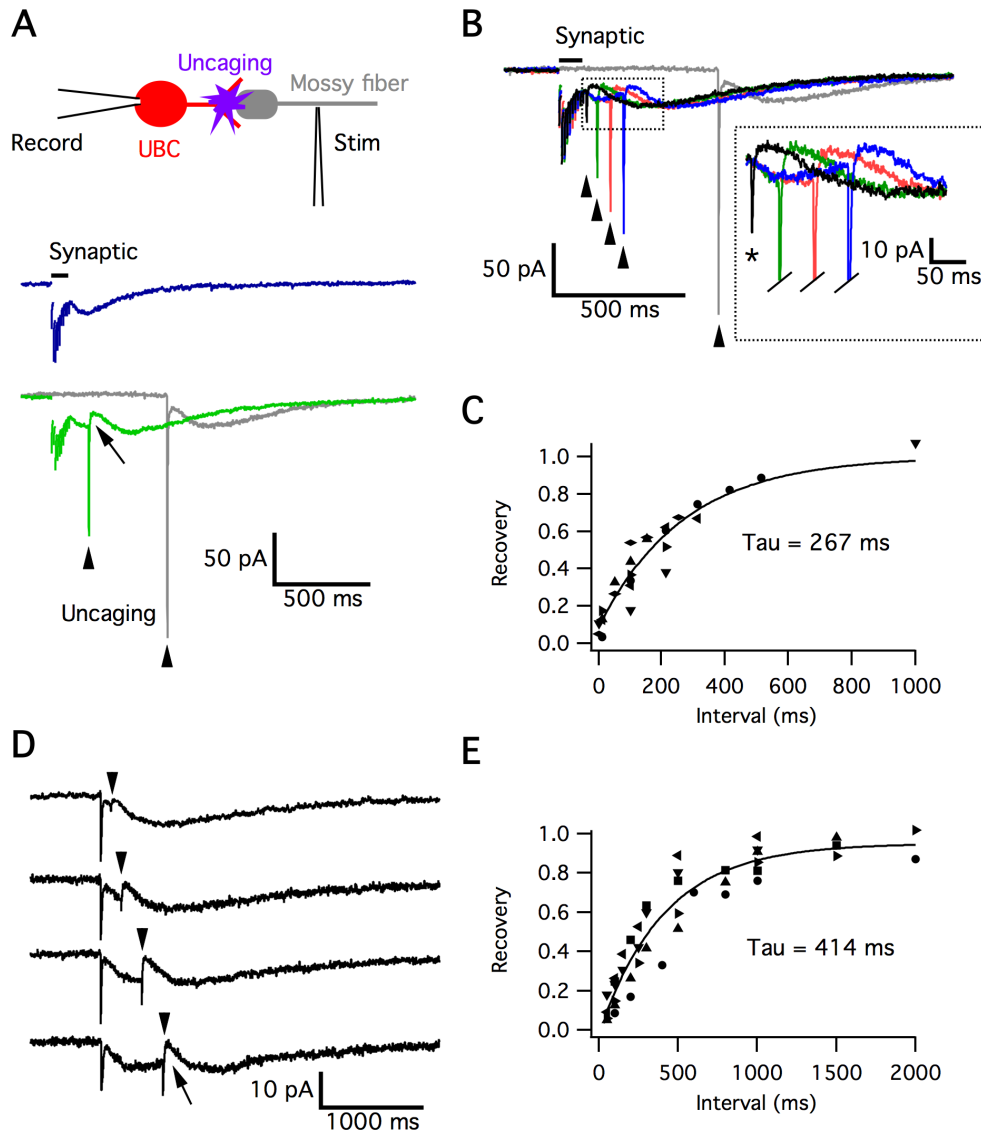 A
Uncaging
Mossy fiber
Record
UBC
Stim
Synaptic
50 pA
500 ms
Uncaging
B
Synaptic
50 pA
500 ms
*
10 pA
50 ms
C
Recovery
1.0
0.8
0.6
0.4
0.2
0.0
Tau = 267 ms
0 200 400 600 800 1000
Interval (ms)
D
10 pA
1000 ms
E
Recovery
1.0
0.8
0.6
0.4
0.2
0.0
Tau = 414 ms
0 500 1000 1500 2000
Interval (ms)